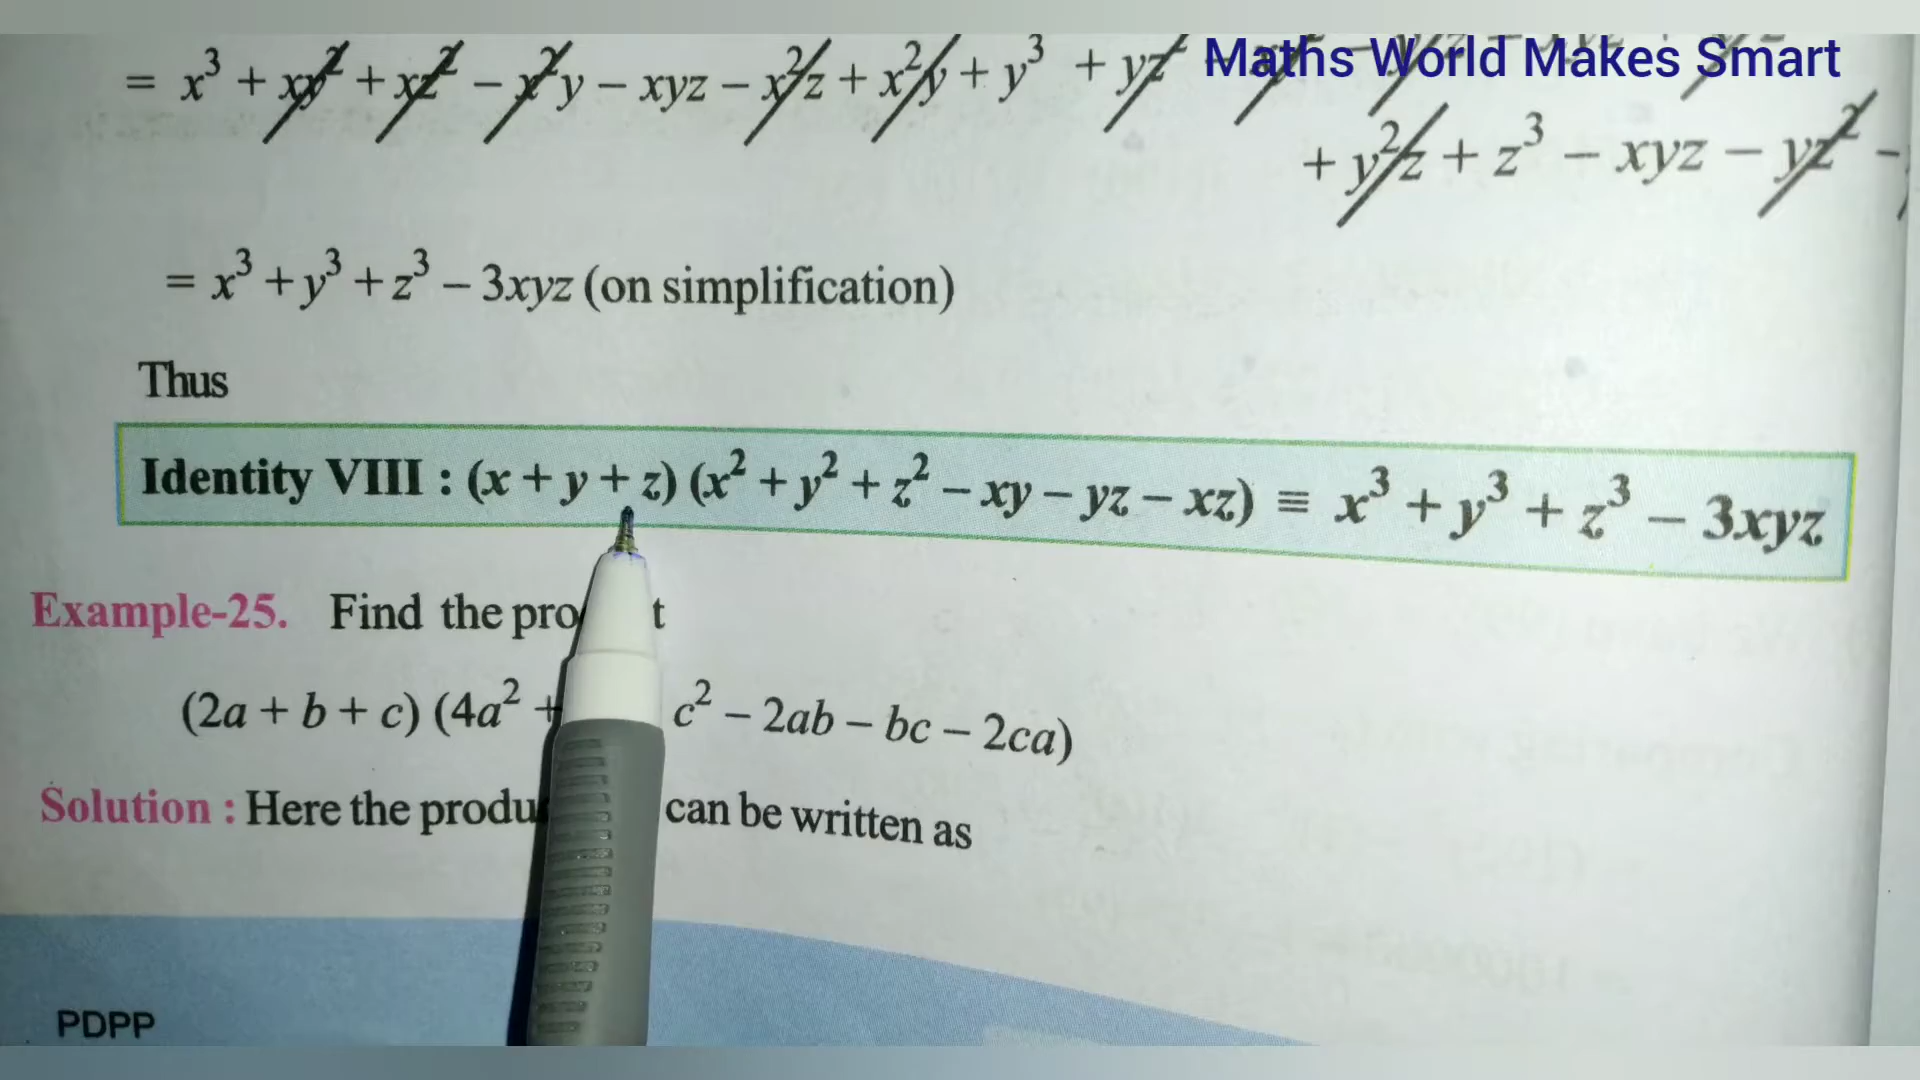 Maths World Makes Smart
= x³ + xy² + xz² − x²y − xyz − x²z + x²y + y³ + yz²
+ y²z + z³ − xyz − yz² −
= x³ + y³ + z³ − 3xyz (on simplification)
Thus
Identity VIII : (x + y + z) (x² + y² + z² − xy − yz − xz) ≡ x³ + y³ + z³ − 3xyz
Example-25. Find the pro t
(2a + b + c) (4a² + c² − 2ab − bc − 2ca)
Solution : Here the produ can be written as
PDPP